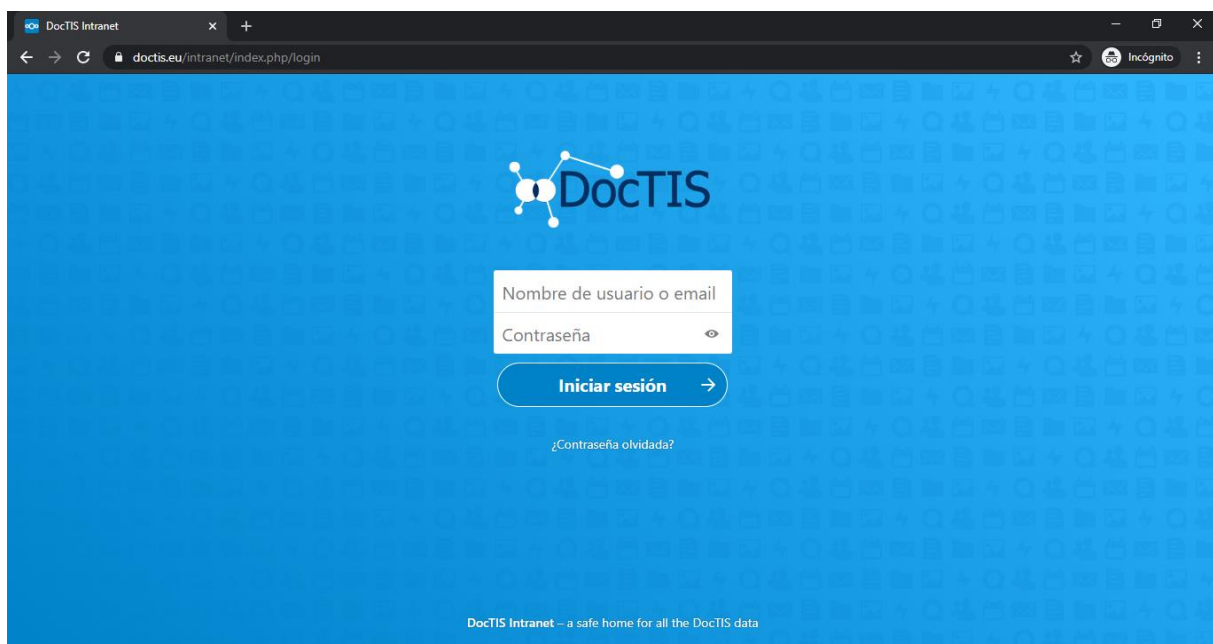 DocTIS Intranet
doctis.eu/intranet/index.php/login
Incógnito
DocTIS
Nombre de usuario o email
Contraseña
Iniciar sesión
¿Contraseña olvidada?
DocTIS Intranet – a safe home for all the DocTIS data